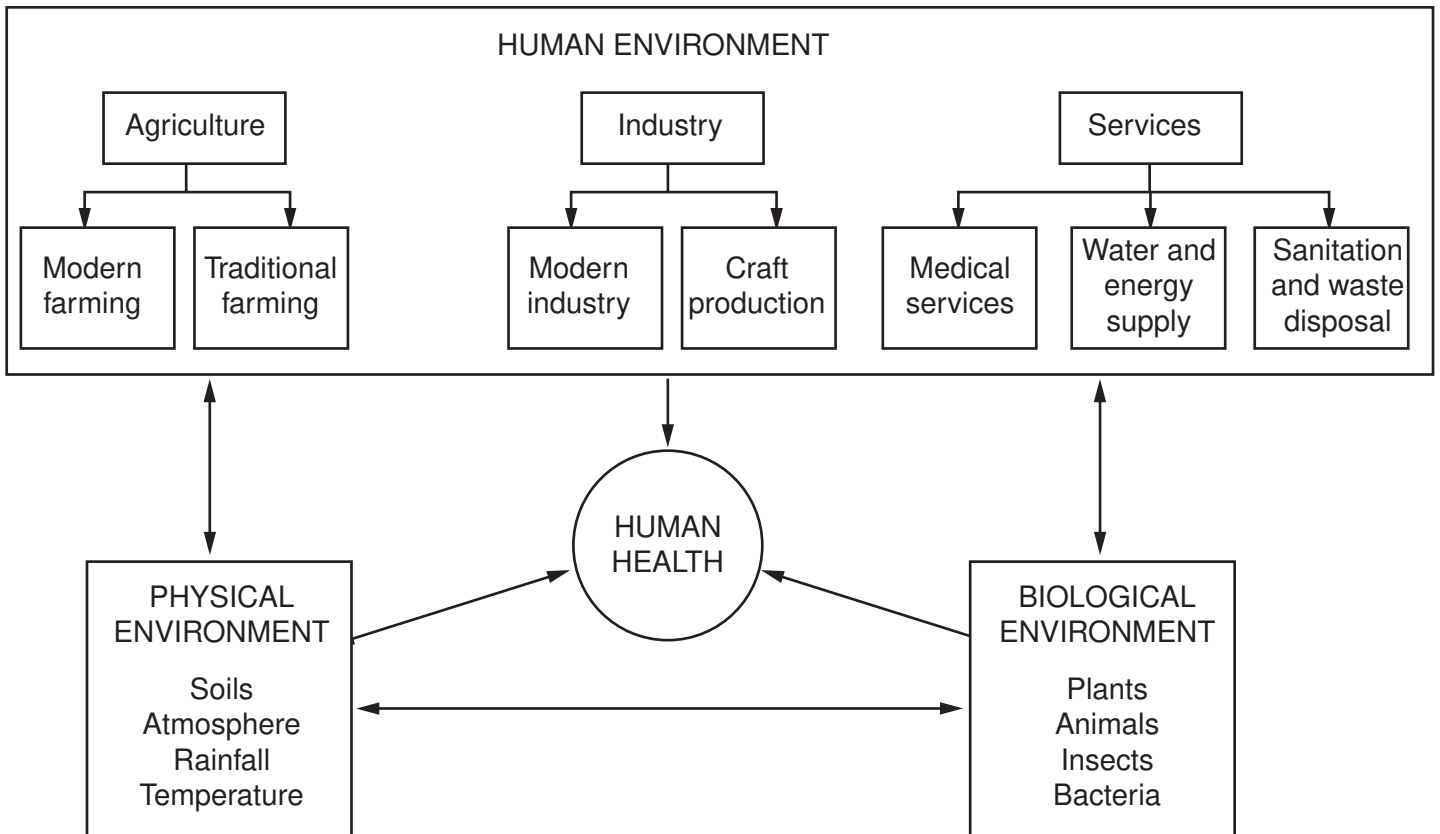 HUMAN ENVIRONMENT
Agriculture
Industry
Services
Modern
farming
Traditional
farming
Modern
industry
Craft
production
Medical
services
Water and
energy
supply
Sanitation
and waste
disposal
HUMAN
HEALTH
PHYSICAL
ENVIRONMENT
Soils
Atmosphere
Rainfall
Temperature
BIOLOGICAL
ENVIRONMENT
Plants
Animals
Insects
Bacteria